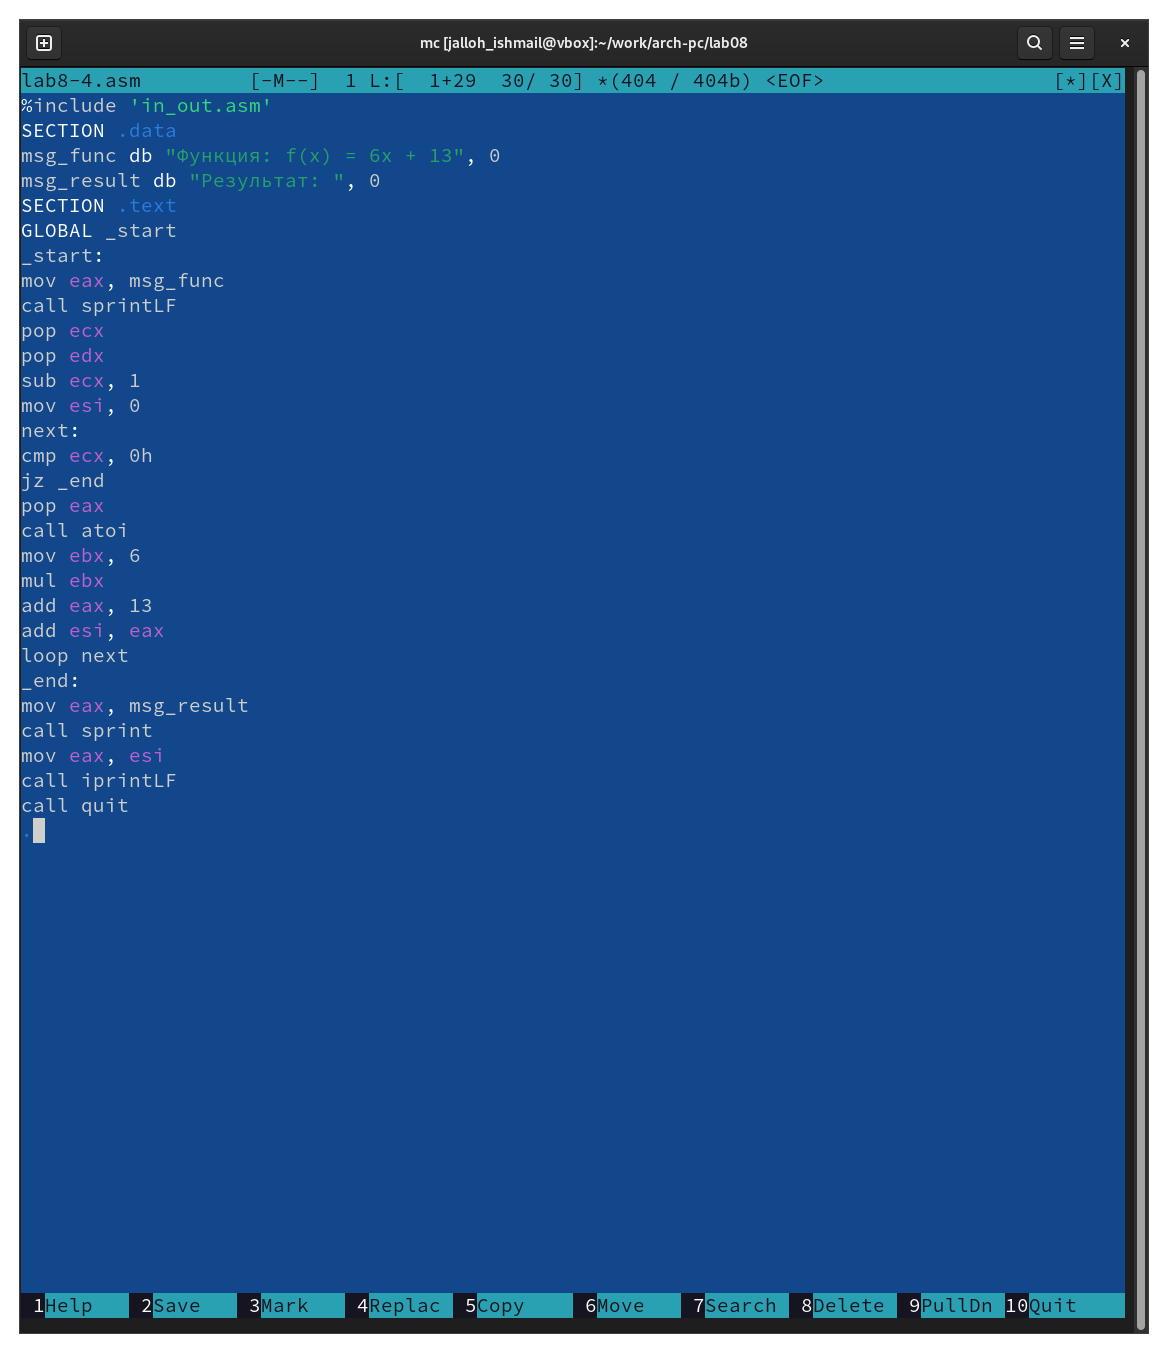 mc [jalloh_ishmail@vbox]:~/work/arch-pc/lab08
lab8-4.asm [-M--] 1 L:[ 1+29 30/ 30] *(404 / 404b) <EOF> [*][X]
%include 'in_out.asm'
SECTION .data
msg_func db "Функция: f(x) = 6x + 13", 0
msg_result db "Результат: ", 0
SECTION .text
GLOBAL _start
_start:
mov eax, msg_func
call sprintLF
pop ecx
pop edx
sub ecx, 1
mov esi, 0
next:
cmp ecx, 0h
jz _end
pop eax
call atoi
mov ebx, 6
mul ebx
add eax, 13
add esi, eax
loop next
_end:
mov eax, msg_result
call sprint
mov eax, esi
call iprintLF
call quit
.
1Help 2Save 3Mark 4Replac 5Copy 6Move 7Search 8Delete 9PullDn 10Quit